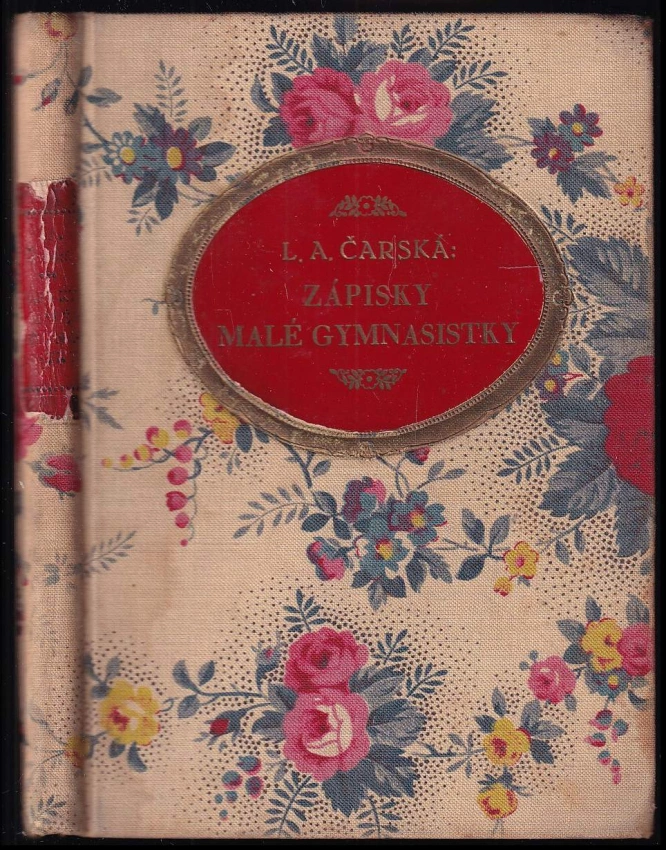 L. A. ČARSKÁ:
ZÁPISKY
MALÉ GYMNASISTKY